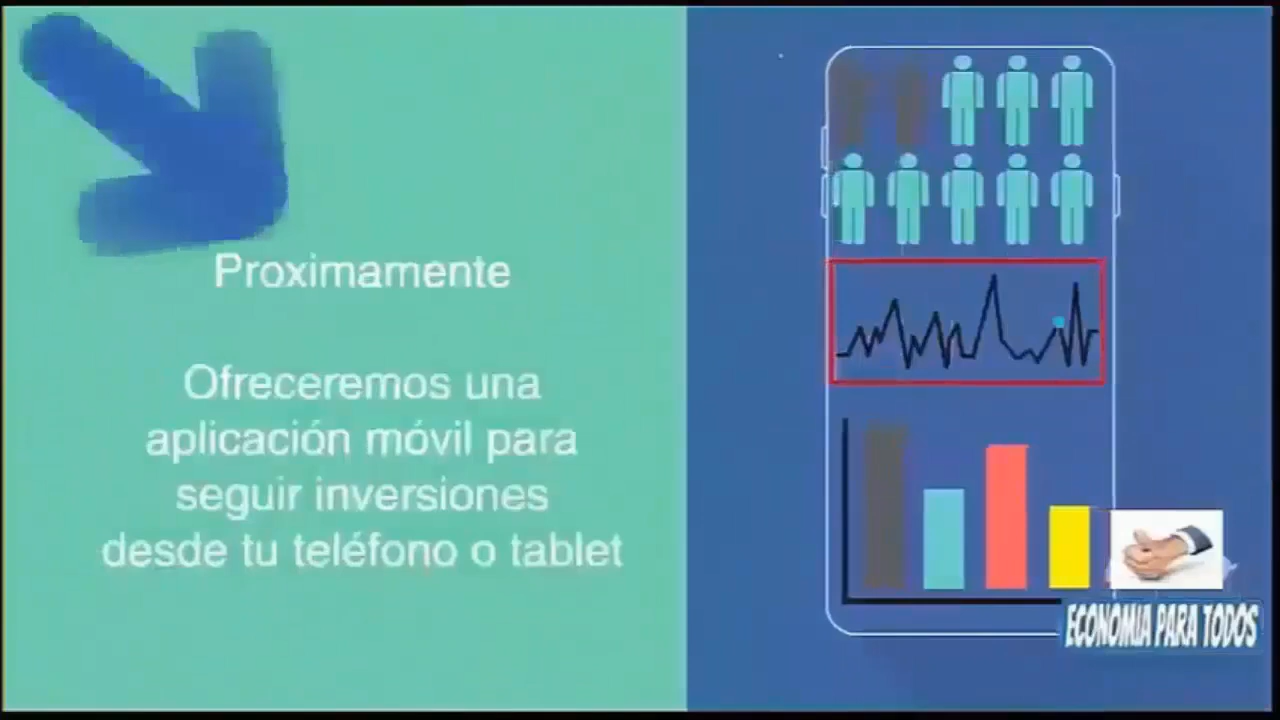 Proximamente
Ofreceremos una
aplicación móvil para
seguir inversiones
desde tu teléfono o tablet
ECONOMIA PARA TODOS